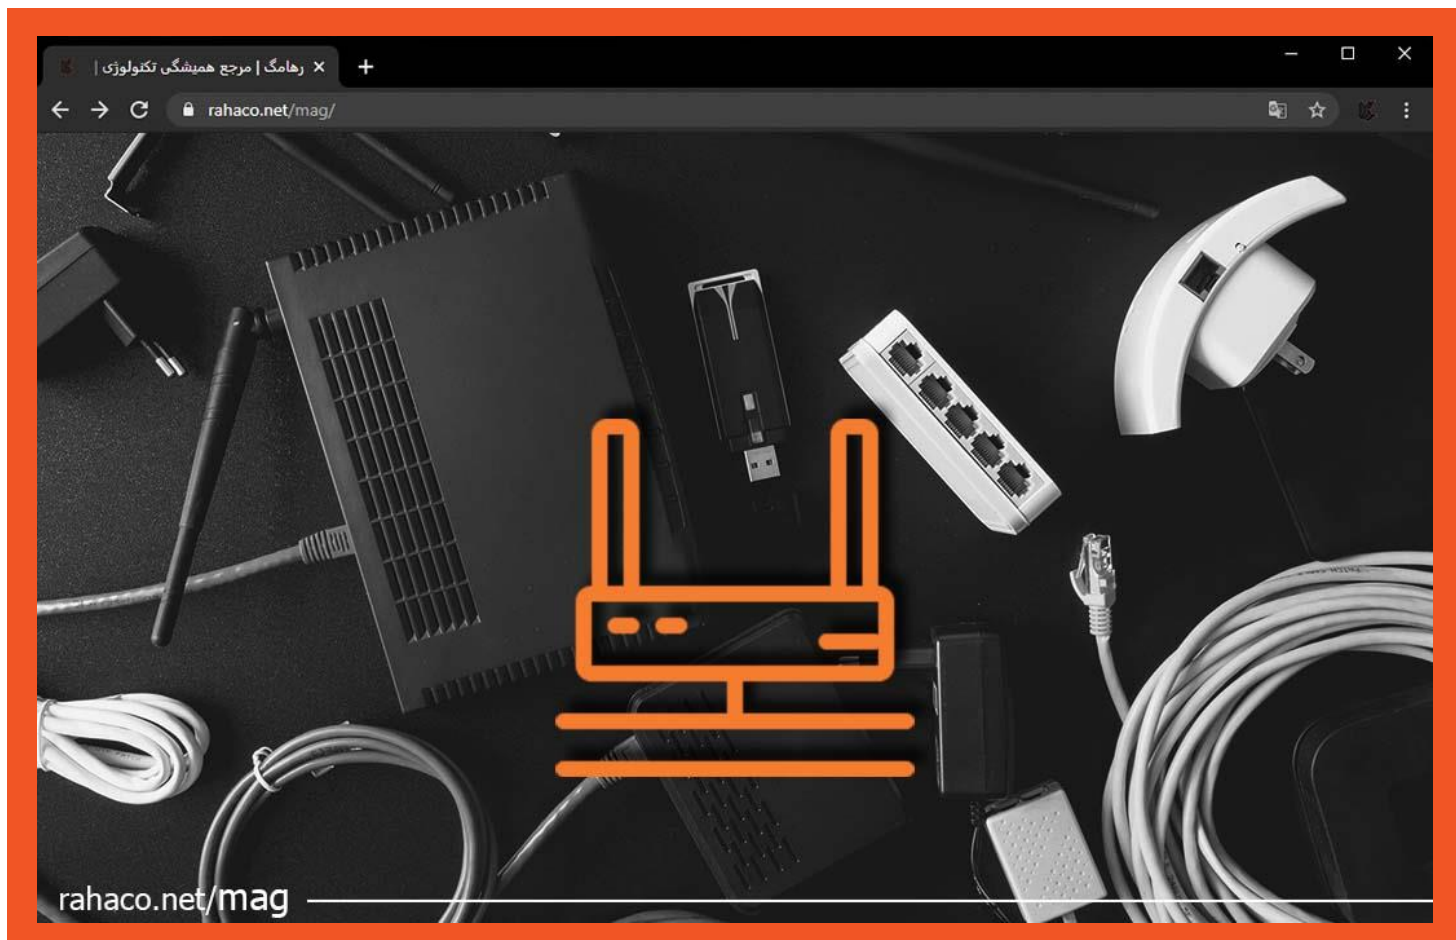 رهامگ | مرجع همیشگی تکنولوژی |
rahaco.net/mag/
rahaco.net/mag